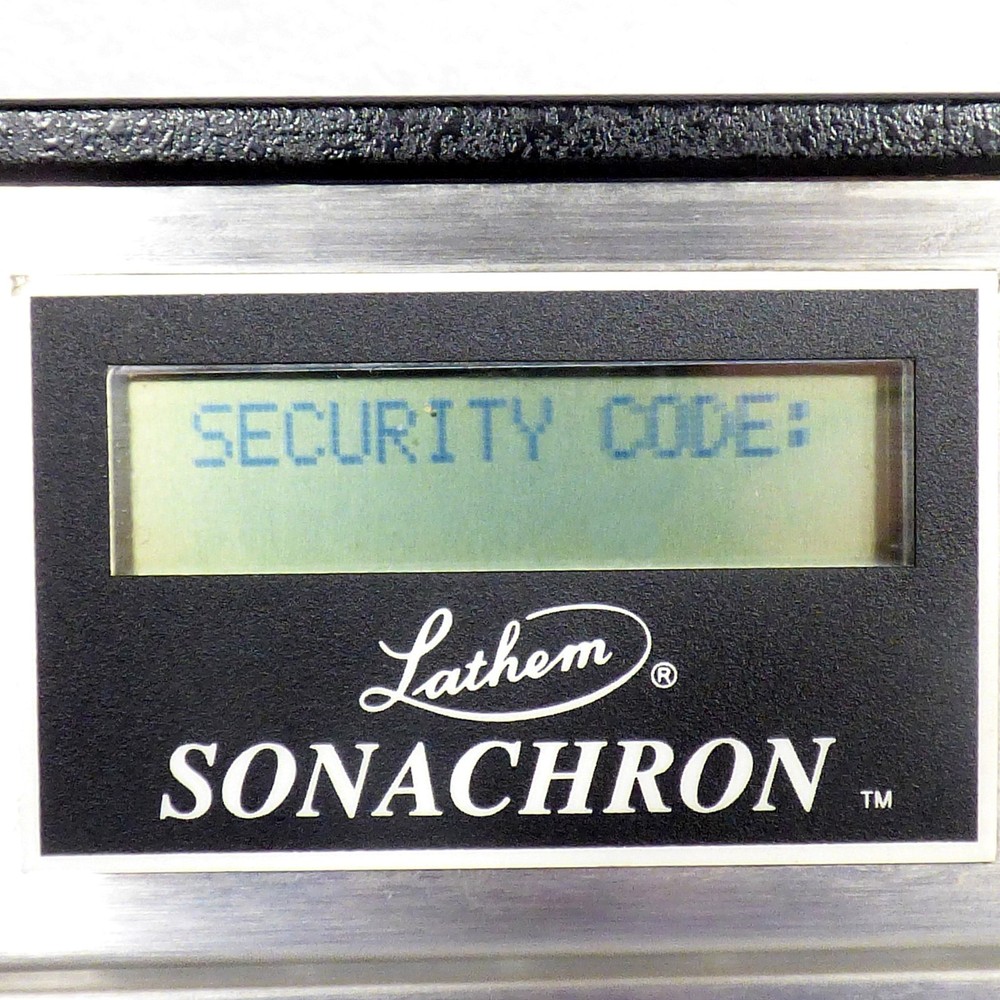 SECURITY CODE:
Lathem®
SONACHRON™